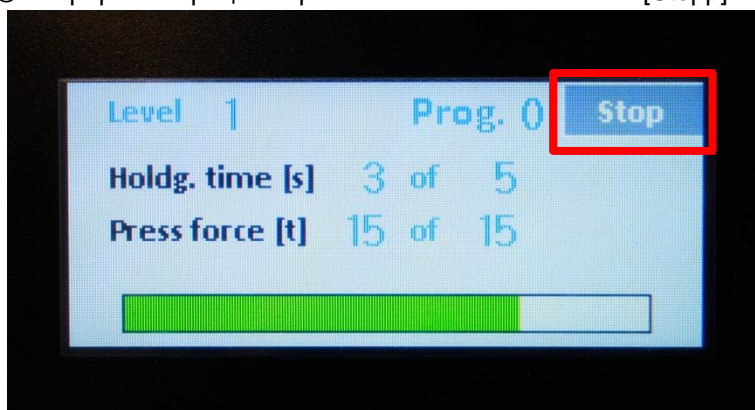 Level 1 Prog. 0 Stop
Holdg. time [s] 3 of 5
Press force [t] 15 of 15